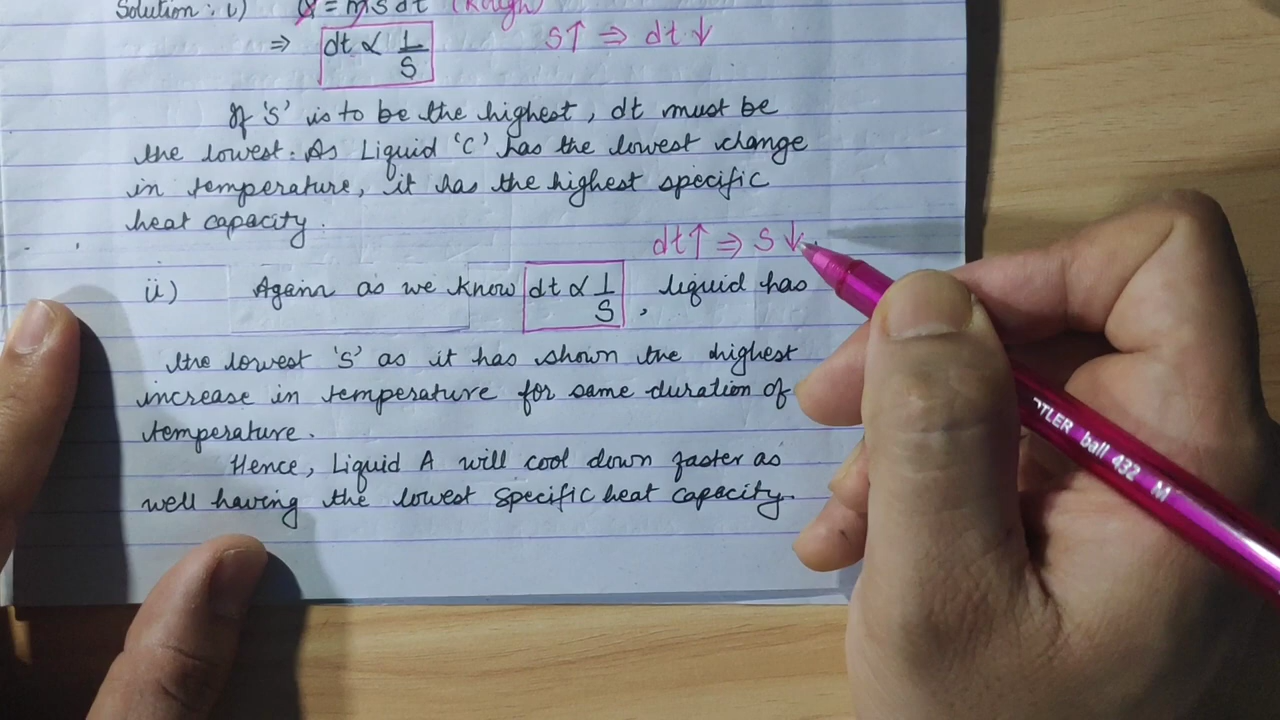 Solution: i) Q = m s dt (Rough)
⇒ dt ∝ 1/S S↑ ⇒ dt ↓
If 'S' is to be the highest, dt must be
the lowest. As Liquid 'C' has the lowest change
in temperature, it has the highest specific
heat capacity.
dt↑ ⇒ S ↓
ii) Again as we know dt ∝ 1/S, liquid has
the lowest 'S' as it has shown the highest
increase in temperature for same duration of
temperature.
Hence, Liquid A will cool down faster as
well having the lowest specific heat capacity.
TLER ball 432 M